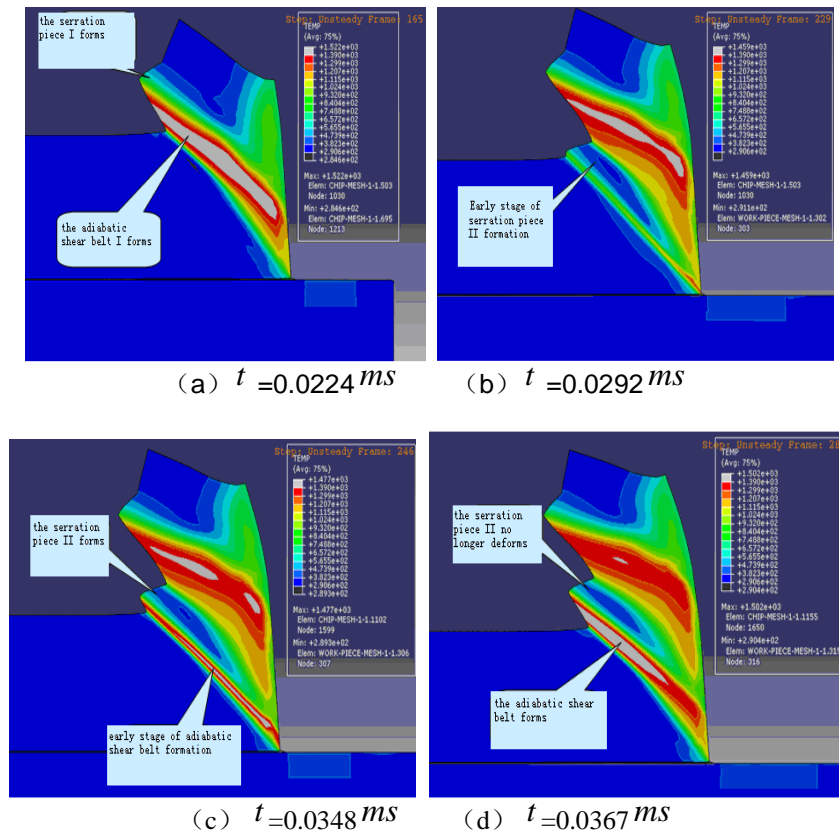 the serration
piece I forms
the adiabatic
shear belt I forms
Step: Unsteady Frame: 165
TEMP
(Avg: 75%)
+1.522e+03
+1.390e+03
+1.299e+03
+1.207e+03
+1.115e+03
+1.024e+03
+9.320e+02
+8.404e+02
+7.488e+02
+6.572e+02
+5.655e+02
+4.739e+02
+3.823e+02
+2.906e+02
+2.846e+02
Max: +1.522e+03
Elem: CHIP-MESH-1-1.503
Node: 1030
Min: +2.846e+02
Elem: CHIP-MESH-1-1.695
Node: 1213
(a) t =0.0224 ms
Early stage of
serration piece
II formation
Step: Unsteady Frame: 229
TEMP
(Avg: 75%)
+1.459e+03
+1.390e+03
+1.299e+03
+1.207e+03
+1.115e+03
+1.024e+03
+9.320e+02
+8.404e+02
+7.488e+02
+6.572e+02
+5.655e+02
+4.739e+02
+3.823e+02
+2.906e+02
Max: +1.459e+03
Elem: CHIP-MESH-1-1.503
Node: 1030
Min: +2.911e+02
Elem: WORK-PIECE-MESH-1-1.302
Node: 303
(b) t =0.0292 ms
the serration
piece II forms
early stage of adiabatic
shear belt formation
Step: Unsteady Frame: 246
TEMP
(Avg: 75%)
+1.477e+03
+1.390e+03
+1.299e+03
+1.207e+03
+1.115e+03
+1.024e+03
+9.320e+02
+8.404e+02
+7.488e+02
+6.572e+02
+5.655e+02
+4.739e+02
+3.823e+02
+2.906e+02
+2.893e+02
Max: +1.477e+03
Elem: CHIP-MESH-1-1.1102
Node: 1599
Min: +2.893e+02
Elem: WORK-PIECE-MESH-1-1.306
Node: 307
(c) t =0.0348 ms
the serration
piece II no
longer deforms
the adiabatic shear
belt forms
Step: Unsteady Frame: 28
TEMP
(Avg: 75%)
+1.502e+03
+1.390e+03
+1.299e+03
+1.207e+03
+1.115e+03
+1.024e+03
+9.320e+02
+8.404e+02
+7.488e+02
+6.572e+02
+5.655e+02
+4.739e+02
+3.823e+02
+2.906e+02
+2.904e+02
Max: +1.502e+03
Elem: CHIP-MESH-1-1.1155
Node: 1650
Min: +2.904e+02
Elem: WORK-PIECE-MESH-1-1.315
Node: 316
(d) t =0.0367 ms